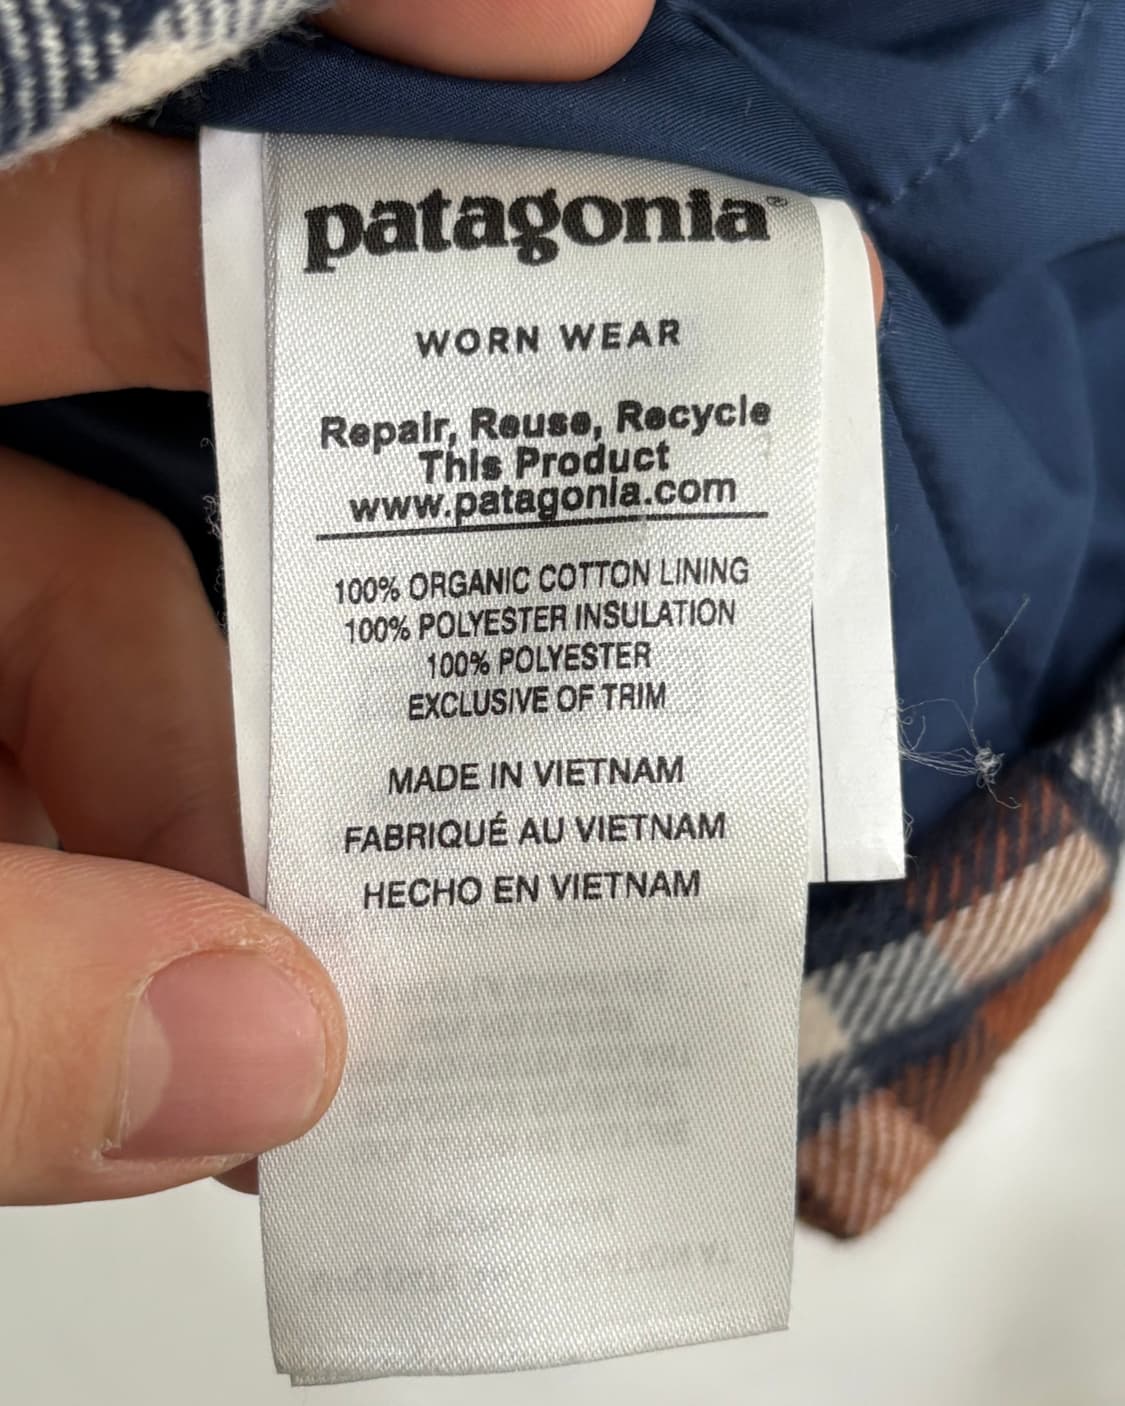 patagonia®
WORN WEAR
Repair, Reuse, Recycle
This Product
www.patagonia.com
100% ORGANIC COTTON LINING
100% POLYESTER INSULATION
100% POLYESTER
EXCLUSIVE OF TRIM
MADE IN VIETNAM
FABRIQUÉ AU VIETNAM
HECHO EN VIETNAM